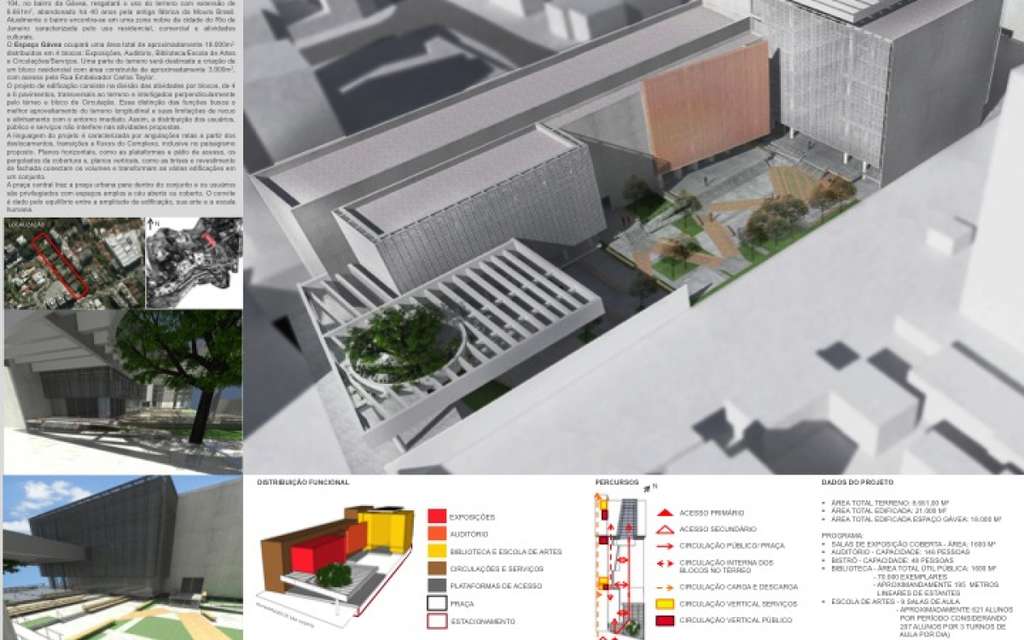 104, no bairro da Gávea, resgatará o uso do terreno com extensão de
8.661m², abandonado há 40 anos pela antiga fábrica da Moura Brasil.
Atualmente o bairro encontra-se em uma zona nobre da cidade do Rio de
Janeiro caracterizada pelo uso residencial, comercial e atividades
culturais.
O Espaço Gávea ocupará uma área total de aproximadamente 18.000m²
distribuídos em 4 blocos: Exposições, Auditório, Biblioteca/Escola de Artes
e Circulações/Serviços. Uma parte do terreno será destinada a criação de
um bloco residencial com área construída de aproximadamente 3.000m²,
com acesso pela Rua Embaixador Carlos Taylor.
O projeto de edificação consiste na divisão das atividades por blocos, de 4
a 6 pavimentos, transversais ao terreno e interligados perpendicularmente
pelo térreo e bloco de Circulação. Essa distinção das funções busca o
melhor aproveitamento do terreno longitudinal e suas limitações de recuo
e alinhamento com o entorno imediato. Assim, a distribuição dos usuários,
público e serviços não interfere nas atividades propostas.
A linguagem do projeto é caracterizada por angulações retas a partir dos
deslocamentos, transições e fluxos do Complexo, inclusive no paisagismo
proposto. Planos horizontais, como as plataformas e pátio de acesso, os
pergolados da cobertura e, planos verticais, como as brises e revestimento
de fachada conectam os volumes e transformam as várias edificações em
um conjunto.
A praça central traz a praça urbana para dentro do conjunto e os usuários
são privilegiados com espaços amplos a céu aberto ou coberto. O convite
é dado pelo equilíbrio entre a amplitude da edificação, sua arte e a escala
humana.
LOCALIZAÇÃO
N
DISTRIBUIÇÃO FUNCIONAL
EXPOSIÇÕES
AUDITÓRIO
BIBLIOTECA E ESCOLA DE ARTES
CIRCULAÇÕES E SERVIÇOS
PLATAFORMAS DE ACESSO
PRAÇA
ESTACIONAMENTO
PERCURSOS
N
ACESSO PRIMÁRIO
ACESSO SECUNDÁRIO
CIRCULAÇÃO PÚBLICO/ PRAÇA
CIRCULAÇÃO INTERNA DOS
BLOCOS NO TÉRREO
CIRCULAÇÃO CARGA E DESCARGA
CIRCULAÇÃO VERTICAL SERVIÇOS
CIRCULAÇÃO VERTICAL PÚBLICO
DADOS DO PROJETO
ÁREA TOTAL TERRENO: 8.661,00 M²
ÁREA TOTAL EDIFICADA: 21.000 M²
ÁREA TOTAL EDIFICADA ESPAÇO GÁVEA: 18.000 M²
PROGRAMA:
SALAS DE EXPOSIÇÃO COBERTA - ÁREA: 1600 M²
AUDITÓRIO - CAPACIDADE: 146 PESSOAS
BISTRÔ - CAPACIDADE: 48 PESSOAS
BIBLIOTECA - ÁREA TOTAL ÚTIL PÚBLICA: 1600 M²
- 70.000 EXEMPLARES
- APROXIMANDAMENTE 195 METROS
LINEARES DE ESTANTES
ESCOLA DE ARTES - 9 SALAS DE AULA
- APROXIMADAMENTE 621 ALUNOS
POR PERÍODO CONSIDERANDO
207 ALUNOS POR 3 TURNOS DE
AULA POR DIA)